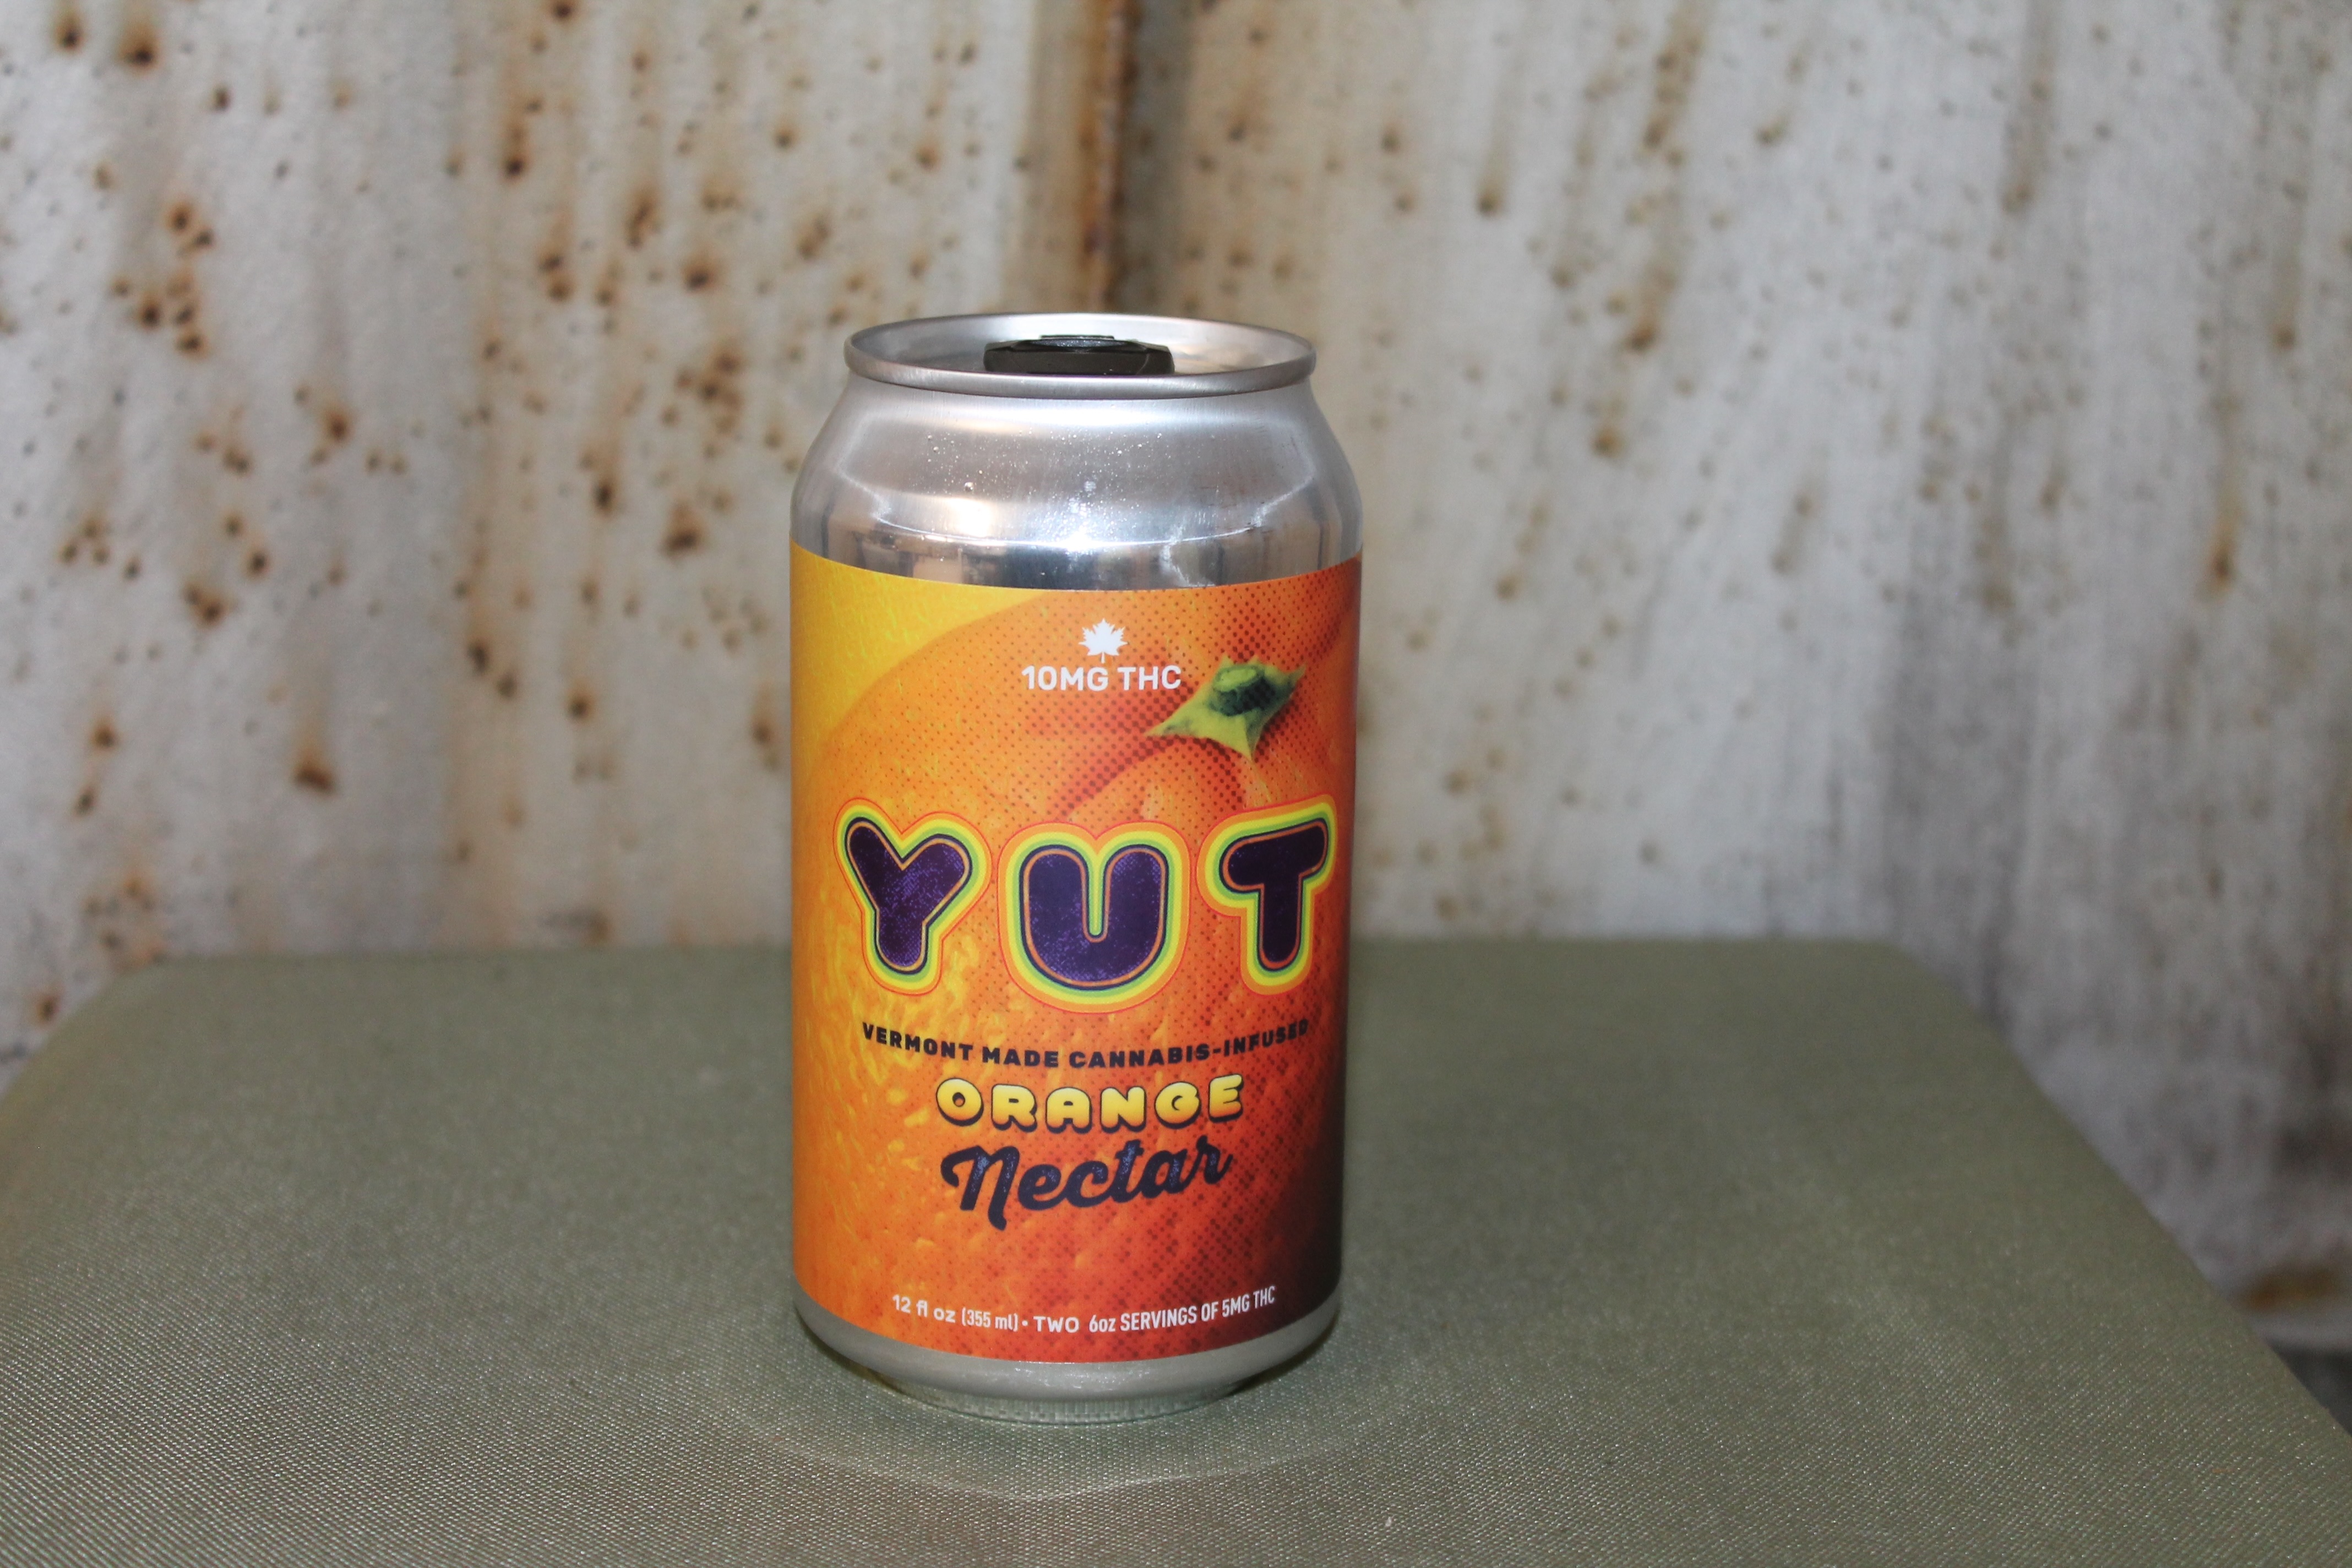 10MG THC
YUT
VERMONT MADE CANNABIS-INFUSED
ORANGE
Nectar
12 fl oz (355 ml) • TWO 6oz SERVINGS OF 5MG THC